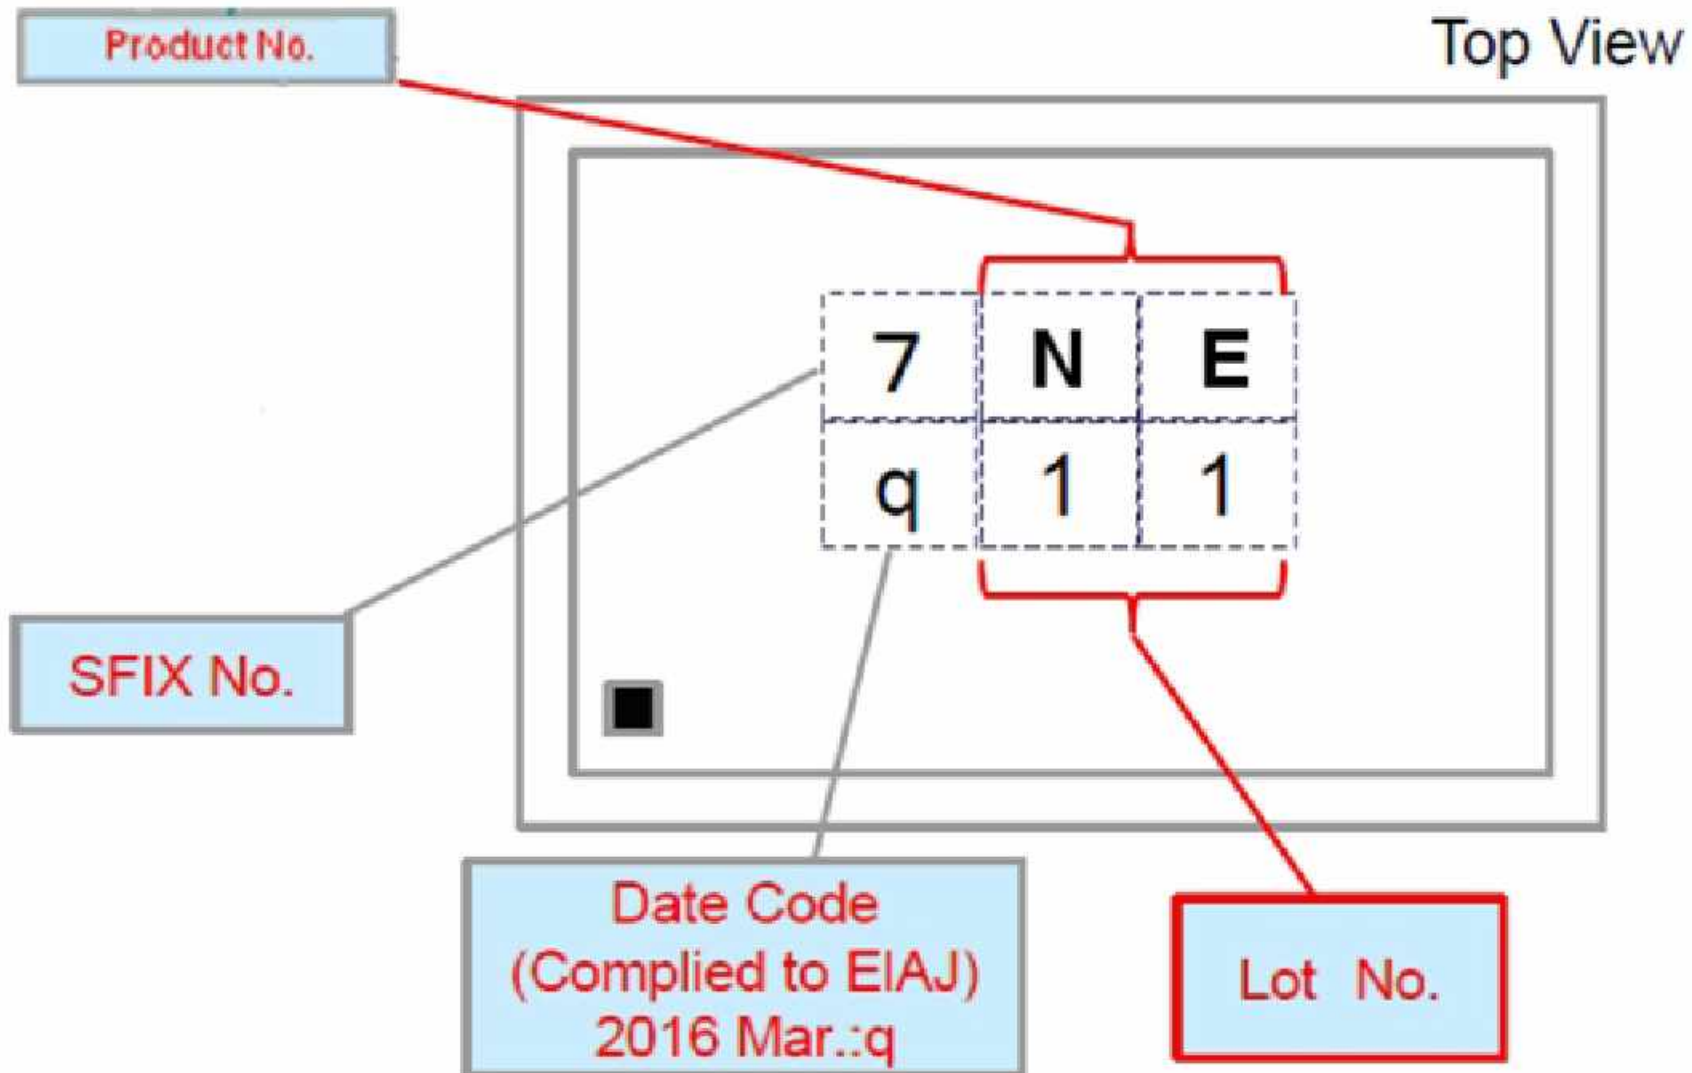 Product No.
Top View
7 N E
q 1 1
SFIX No.
Date Code
(Complied to EIAJ)
2016 Mar.:q
Lot No.